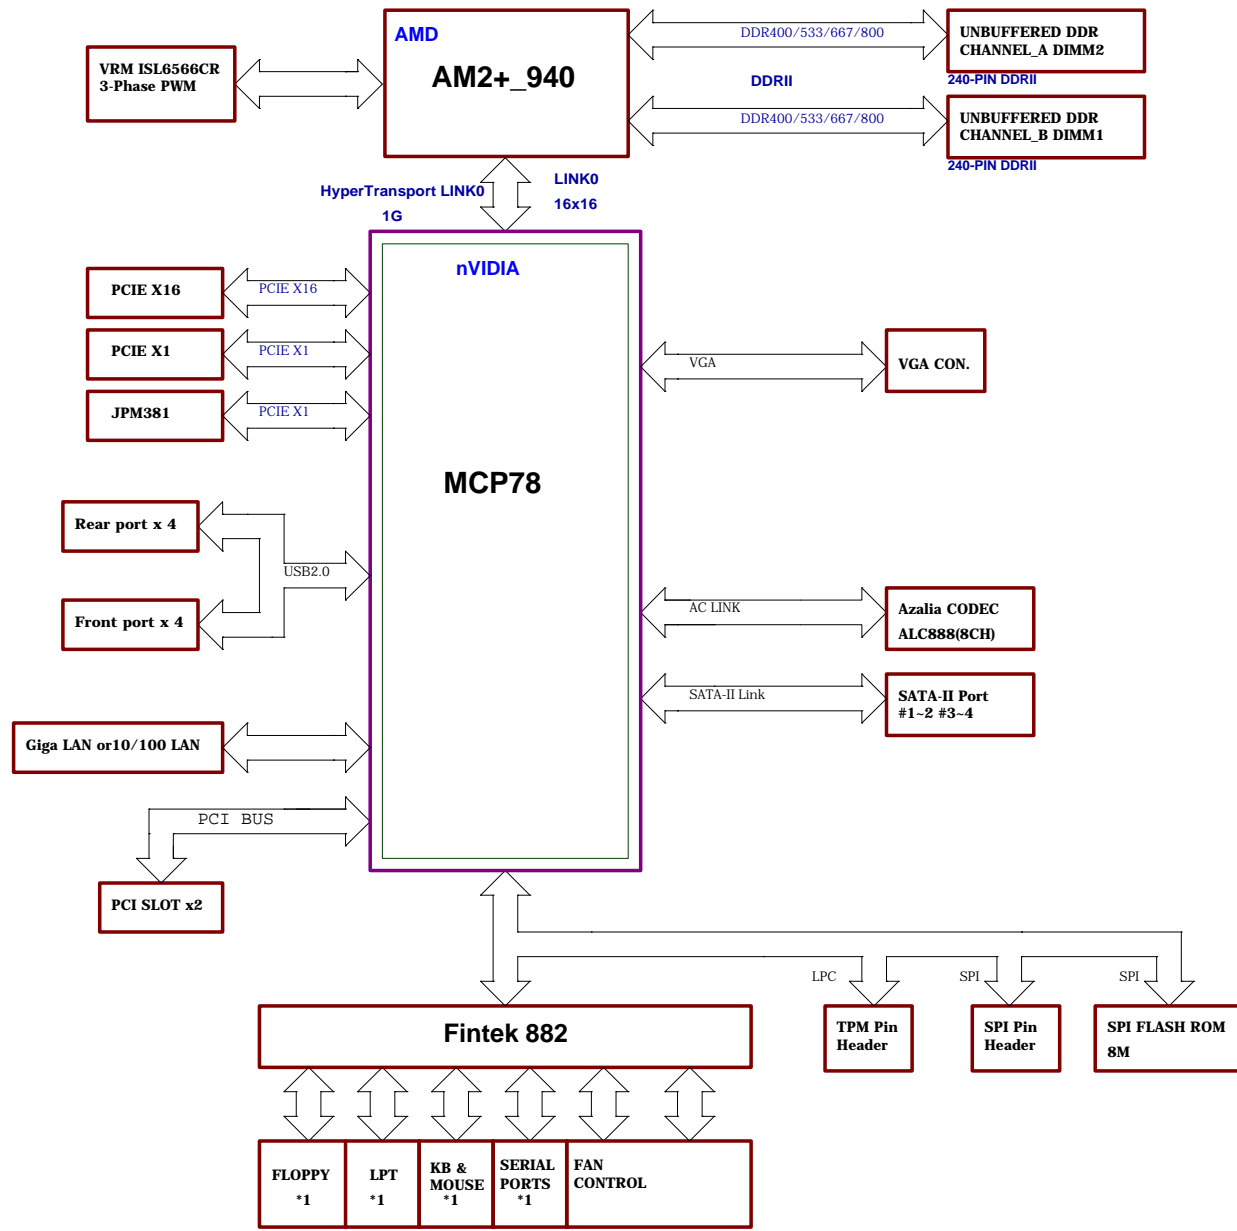 AMD
AM2+_940
VRM ISL6566CR
3-Phase PWM
DDR400/533/667/800
UNBUFFERED DDR
CHANNEL_A DIMM2
240-PIN DDRII
DDRII
DDR400/533/667/800
UNBUFFERED DDR
CHANNEL_B DIMM1
240-PIN DDRII
HyperTransport LINK0
1G
LINK0
16x16
nVIDIA
MCP78
PCIE X16
PCIE X16
PCIE X1
PCIE X1
JPM381
PCIE X1
VGA
VGA CON.
Rear port x 4
USB2.0
Front port x 4
AC LINK
Azalia CODEC
ALC888(8CH)
SATA-II Link
SATA-II Port
#1~2 #3~4
Giga LAN or10/100 LAN
PCI BUS
PCI SLOT x2
LPC
SPI
SPI
Fintek 882
TPM Pin
Header
SPI Pin
Header
SPI FLASH ROM
8M
FLOPPY
*1
LPT
*1
KB &
MOUSE
*1
SERIAL
PORTS
*1
FAN
CONTROL